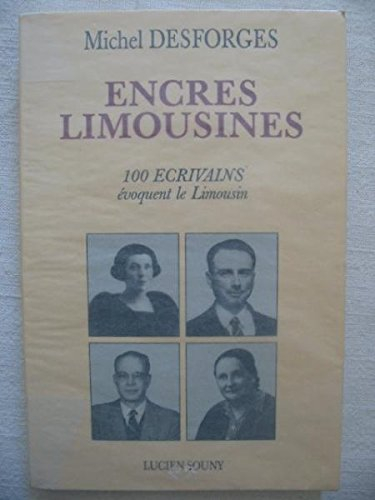 Michel DESFORGES
ENCRES
LIMOUSINES
100 ECRIVAINS
évoquent le Limousin
LUCIEN SOUNY